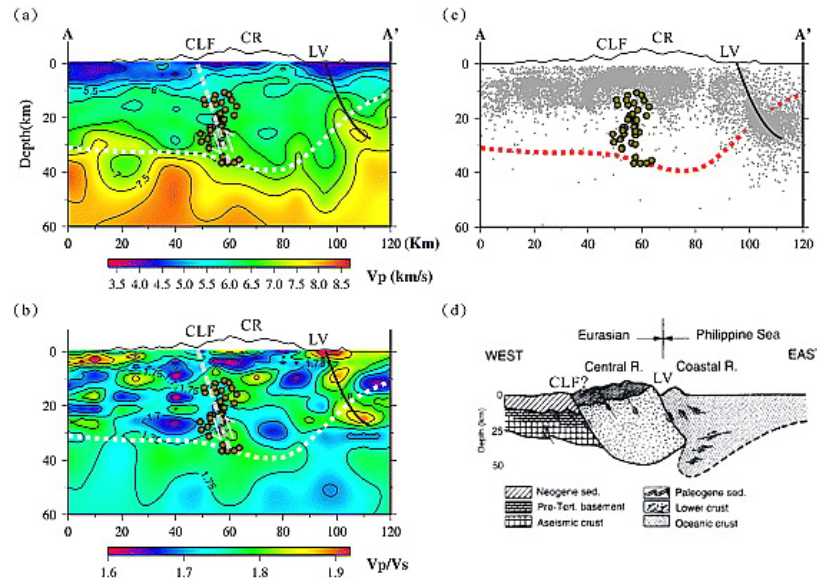 (a)
A
CLF
CR
LV
A'
0
20
40
60
Depth(km)
5.5
6
7
7.5
0
20
40
60
80
100
120
(Km)
3.5
4.5
5.0
5.5
6.0
6.5
7.0
7.5
8.0
8.5
Vp (km/s)
(b)
CLF
CR
LV
0
20
40
60
1.75
1.75
1.75
1.7
1.75
0
20
40
60
80
100
120
1.6
1.7
1.8
1.9
Vp/Vs
(c)
A
CLF
CR
LV
A'
0
20
40
60
0
20
40
60
80
100
120
(d)
Eurasian
Philippine Sea
WEST
EAST
Central R.
LV
Coastal R.
CLF?
0
50
Depth (km)
Neogene sed.
Paleogene sed.
Pre-Tert. basement
Lower crust
Aseismic crust
Oceanic crust